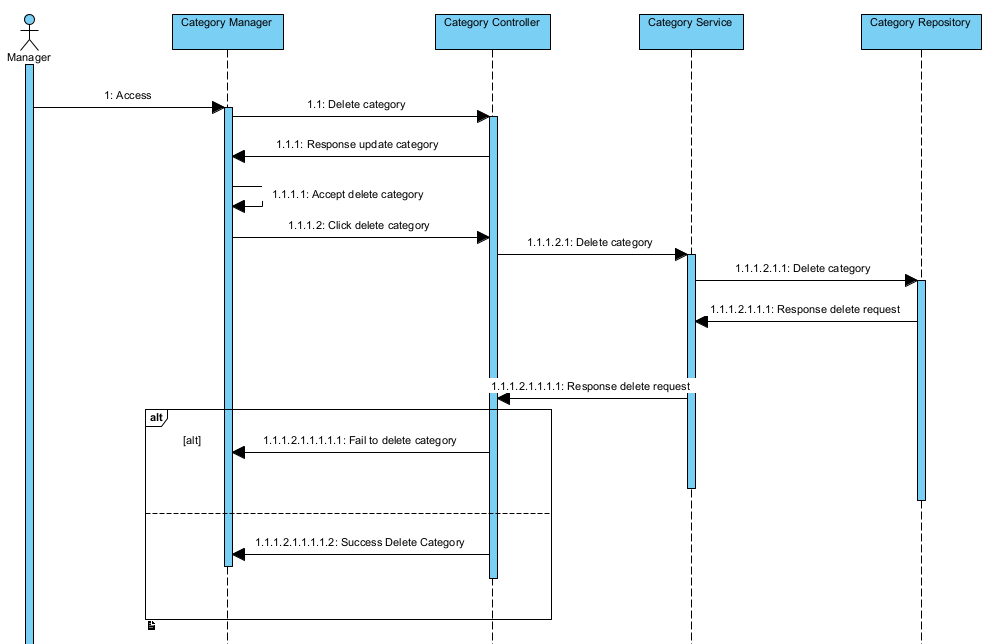 Category Manager
Category Controller
Category Service
Category Repository
Manager
1: Access
1.1: Delete category
1.1.1: Response update category
1.1.1.1: Accept delete category
1.1.1.2: Click delete category
1.1.1.2.1: Delete category
1.1.1.2.1.1: Delete category
1.1.1.2.1.1.1: Response delete request
1.1.1.2.1.1.1.1: Response delete request
alt
[alt]
1.1.1.2.1.1.1.1.1: Fail to delete category
1.1.1.2.1.1.1.1.2: Success Delete Category